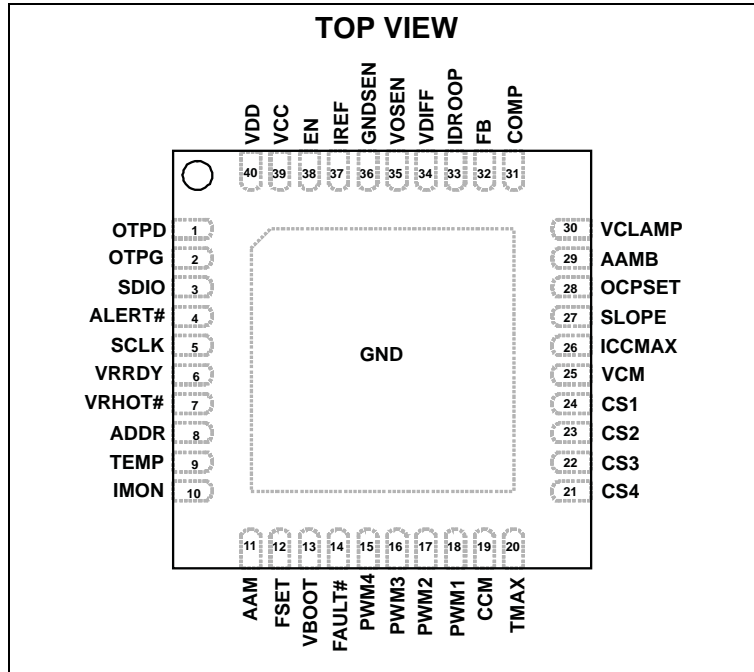 TOP VIEW
VDD
VCC
EN
IREF
GNDSEN
VOSEN
VDIFF
IDROOP
FB
COMP
40 39 38 37 36 35 34 33 32 31
OTPD 1
OTPG 2
SDIO 3
ALERT# 4
SCLK 5
VRRDY 6
VRHOT# 7
ADDR 8
TEMP 9
IMON 10
GND
30 VCLAMP
29 AAMB
28 OCPSET
27 SLOPE
26 ICCMAX
25 VCM
24 CS1
23 CS2
22 CS3
21 CS4
11 12 13 14 15 16 17 18 19 20
AAM
FSET
VBOOT
FAULT#
PWM4
PWM3
PWM2
PWM1
CCM
TMAX